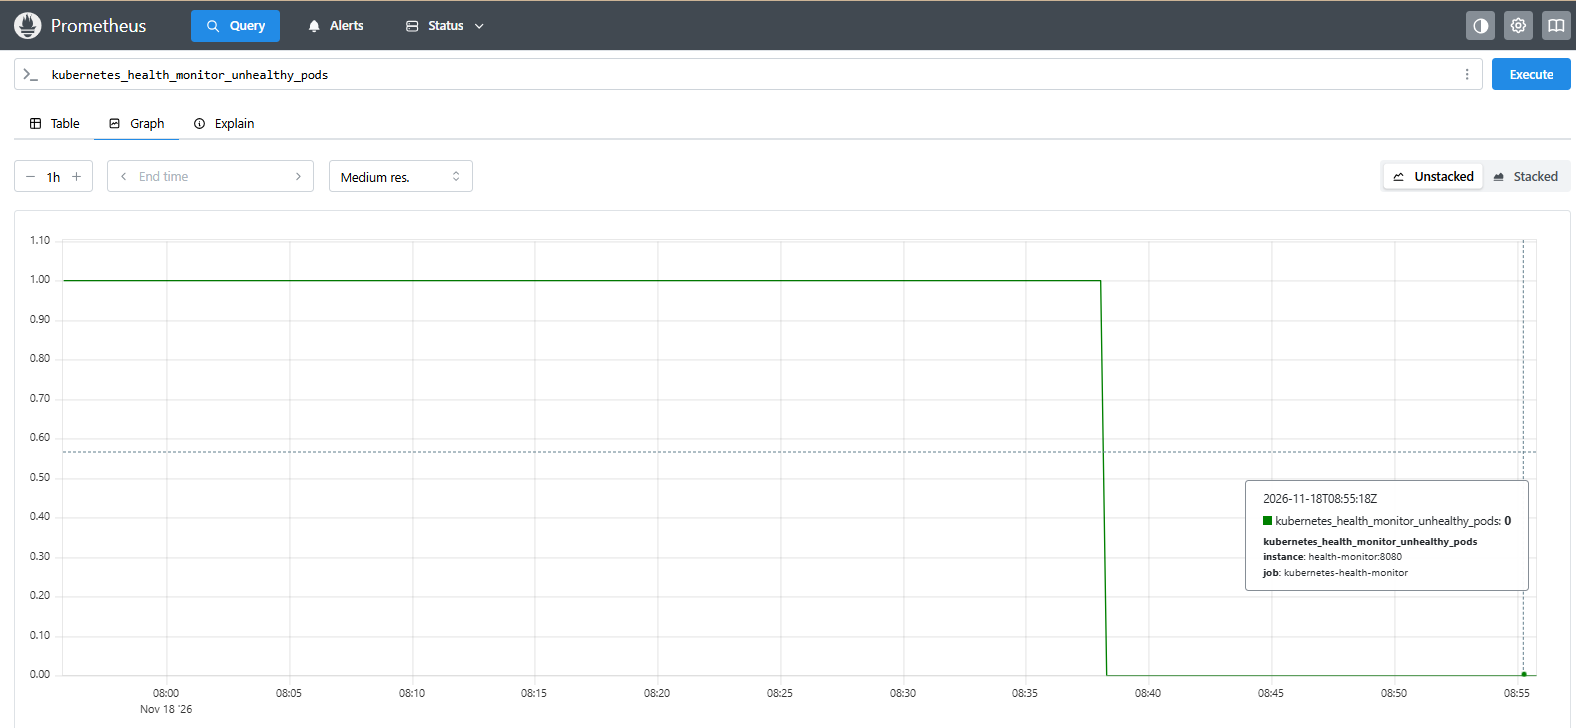 Prometheus Query Alerts Status
kubernetes_health_monitor_unhealthy_pods Execute
Table Graph Explain
1h End time Medium res. Unstacked Stacked
1.10
1.00
0.90
0.80
0.70
0.60
0.50
0.40
0.30
0.20
0.10
0.00
2026-11-18T08:55:18Z
kubernetes_health_monitor_unhealthy_pods: 0
kubernetes_health_monitor_unhealthy_pods
instance: health-monitor:8080
job: kubernetes-health-monitor
08:00 08:05 08:10 08:15 08:20 08:25 08:30 08:35 08:40 08:45 08:50 08:55
Nov 18 '26